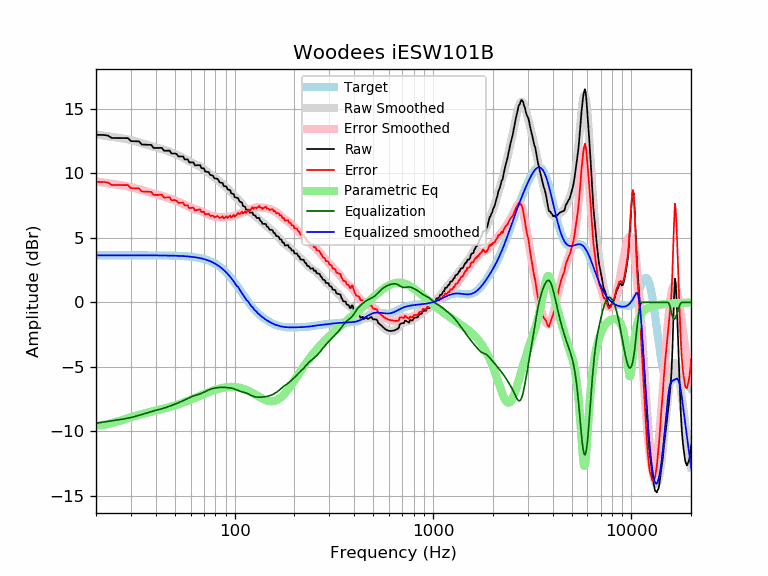 Woodees iESW101B
Target
Raw Smoothed
Error Smoothed
Raw
Error
Parametric Eq
Equalization
Equalized smoothed
15
10
5
0
−5
−10
−15
Amplitude (dBr)
100 1000 10000
Frequency (Hz)